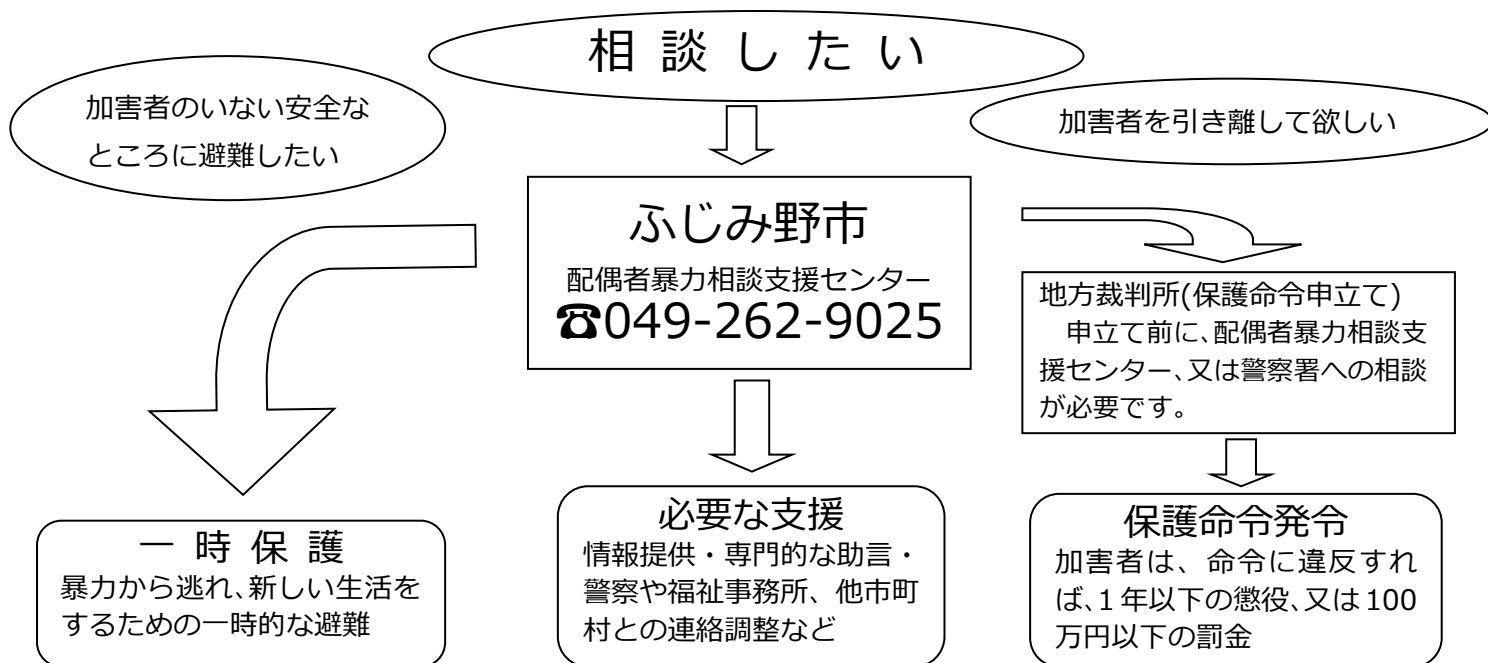 相談したい
加害者のいない安全な
ところに避難したい
加害者を引き離して欲しい
ふじみ野市
配偶者暴力相談支援センター
☎049-262-9025
地方裁判所(保護命令申立て)
申立て前に、配偶者暴力相談支
援センター、又は警察署への相談
が必要です。
一時保護
暴力から逃れ、新しい生活を
するための一時的な避難
必要な支援
情報提供・専門的な助言・
警察や福祉事務所、他市町
村との連絡調整など
保護命令発令
加害者は、命令に違反すれ
ば、1年以下の懲役、又は100
万円以下の罰金